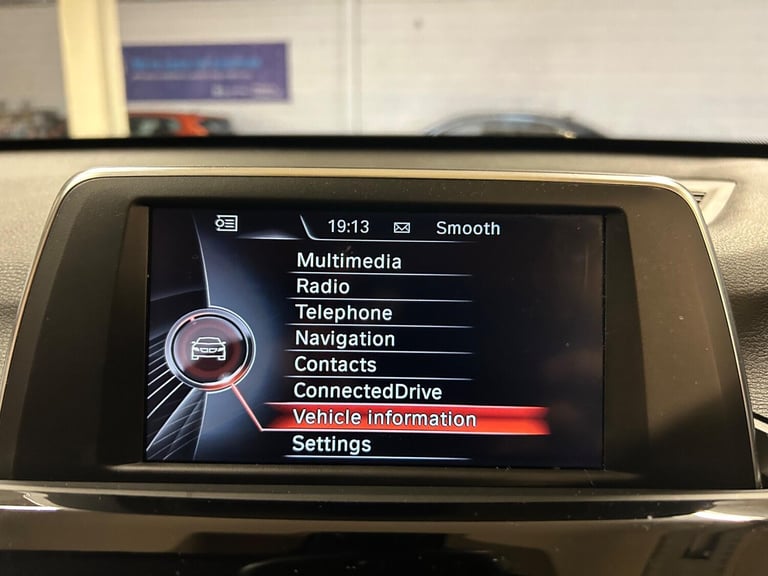 19:13 Smooth
Multimedia
Radio
Telephone
Navigation
Contacts
ConnectedDrive
Vehicle information
Settings